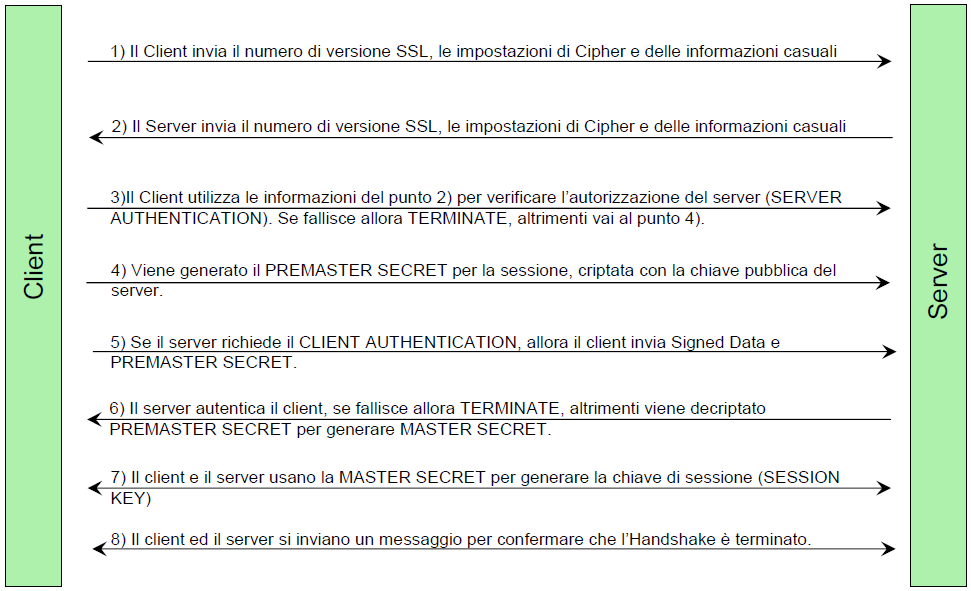 1) Il Client invia il numero di versione SSL, le impostazioni di Cipher e delle informazioni casuali
2) Il Server invia il numero di versione SSL, le impostazioni di Cipher e delle informazioni casuali
3)Il Client utilizza le informazioni del punto 2) per verificare l'autorizzazione del server (SERVER
AUTHENTICATION). Se fallisce allora TERMINATE, altrimenti vai al punto 4).
Client
Server
4) Viene generato il PREMASTER SECRET per la sessione, criptata con la chiave pubblica del
server.
5) Se il server richiede il CLIENT AUTHENTICATION, allora il client invia Signed Data e
PREMASTER SECRET.
6) Il server autentica il client, se fallisce allora TERMINATE, altrimenti viene decriptato
PREMASTER SECRET per generare MASTER SECRET.
7) Il client e il server usano la MASTER SECRET per generare la chiave di sessione (SESSION
KEY)
8) Il client ed il server si inviano un messaggio per confermare che l'Handshake è terminato.